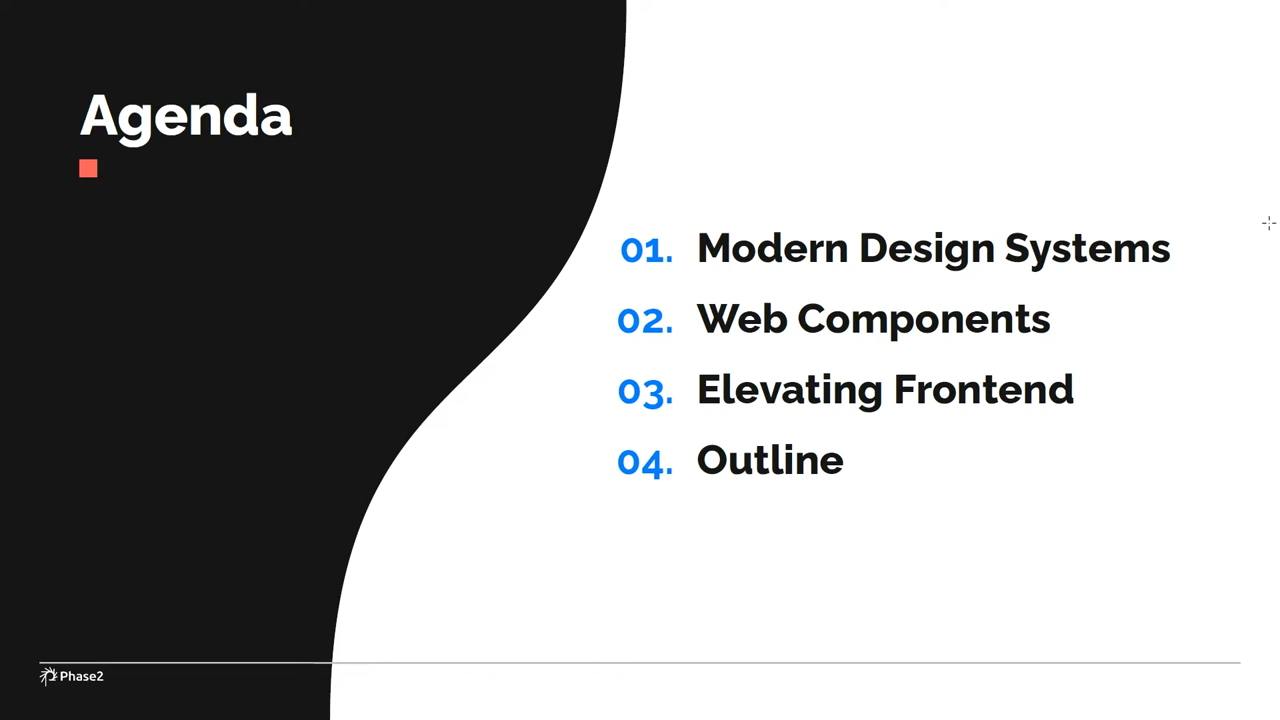 Agenda
01. Modern Design Systems
02. Web Components
03. Elevating Frontend
04. Outline
Phase2